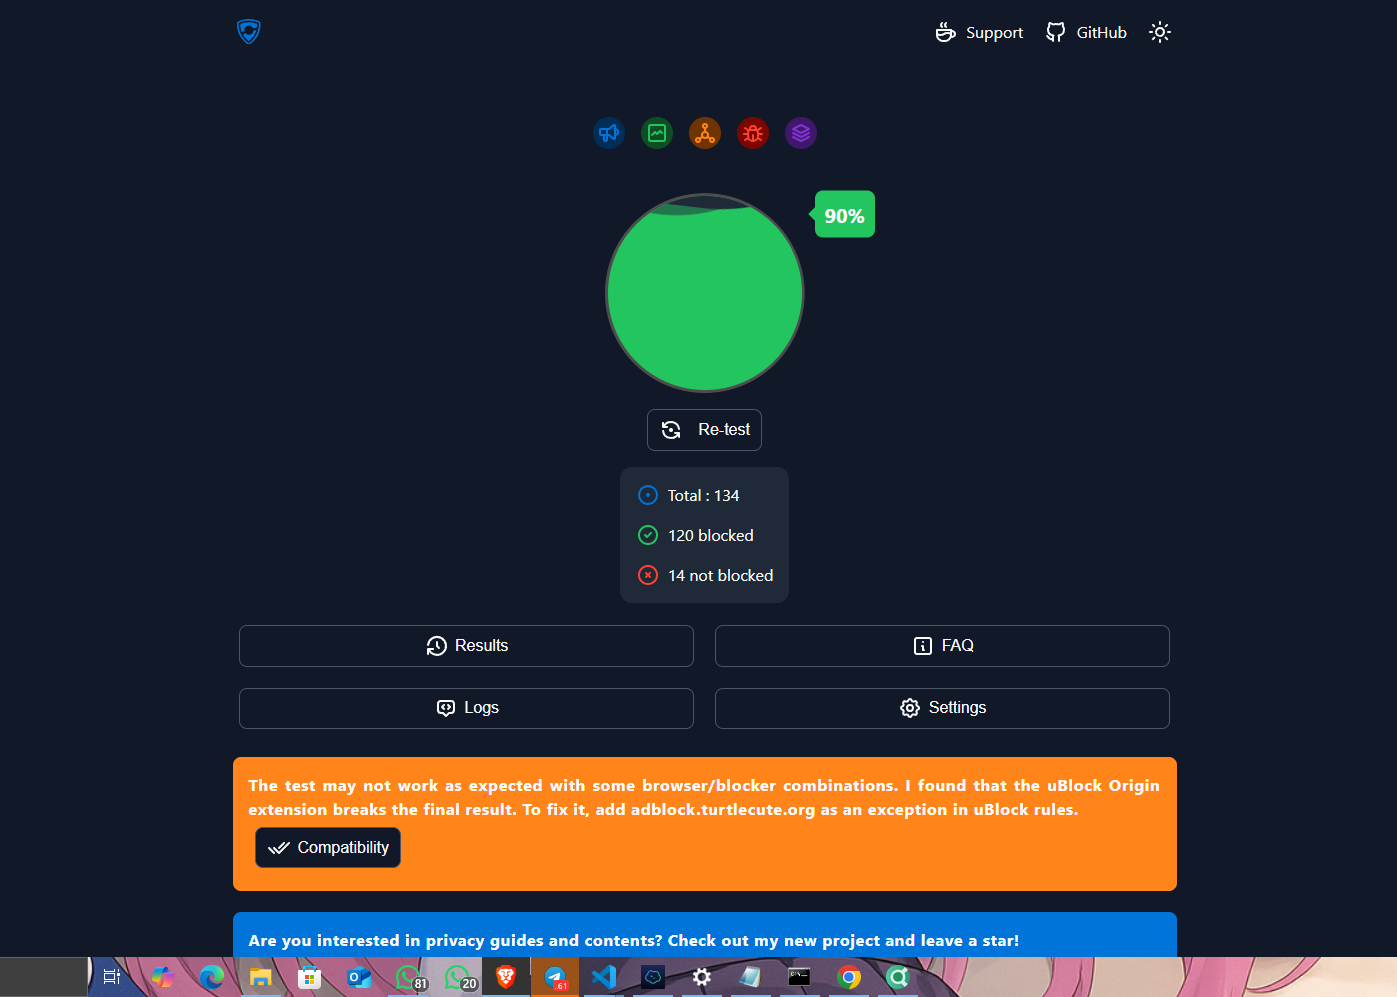 Support
GitHub
90%
Re-test
Total : 134
120 blocked
14 not blocked
Results
FAQ
Logs
Settings
The test may not work as expected with some browser/blocker combinations. I found that the uBlock Origin
extension breaks the final result. To fix it, add adblock.turtlecute.org as an exception in uBlock rules.
Compatibility
Are you interested in privacy guides and contents? Check out my new project and leave a star!
81
20
61